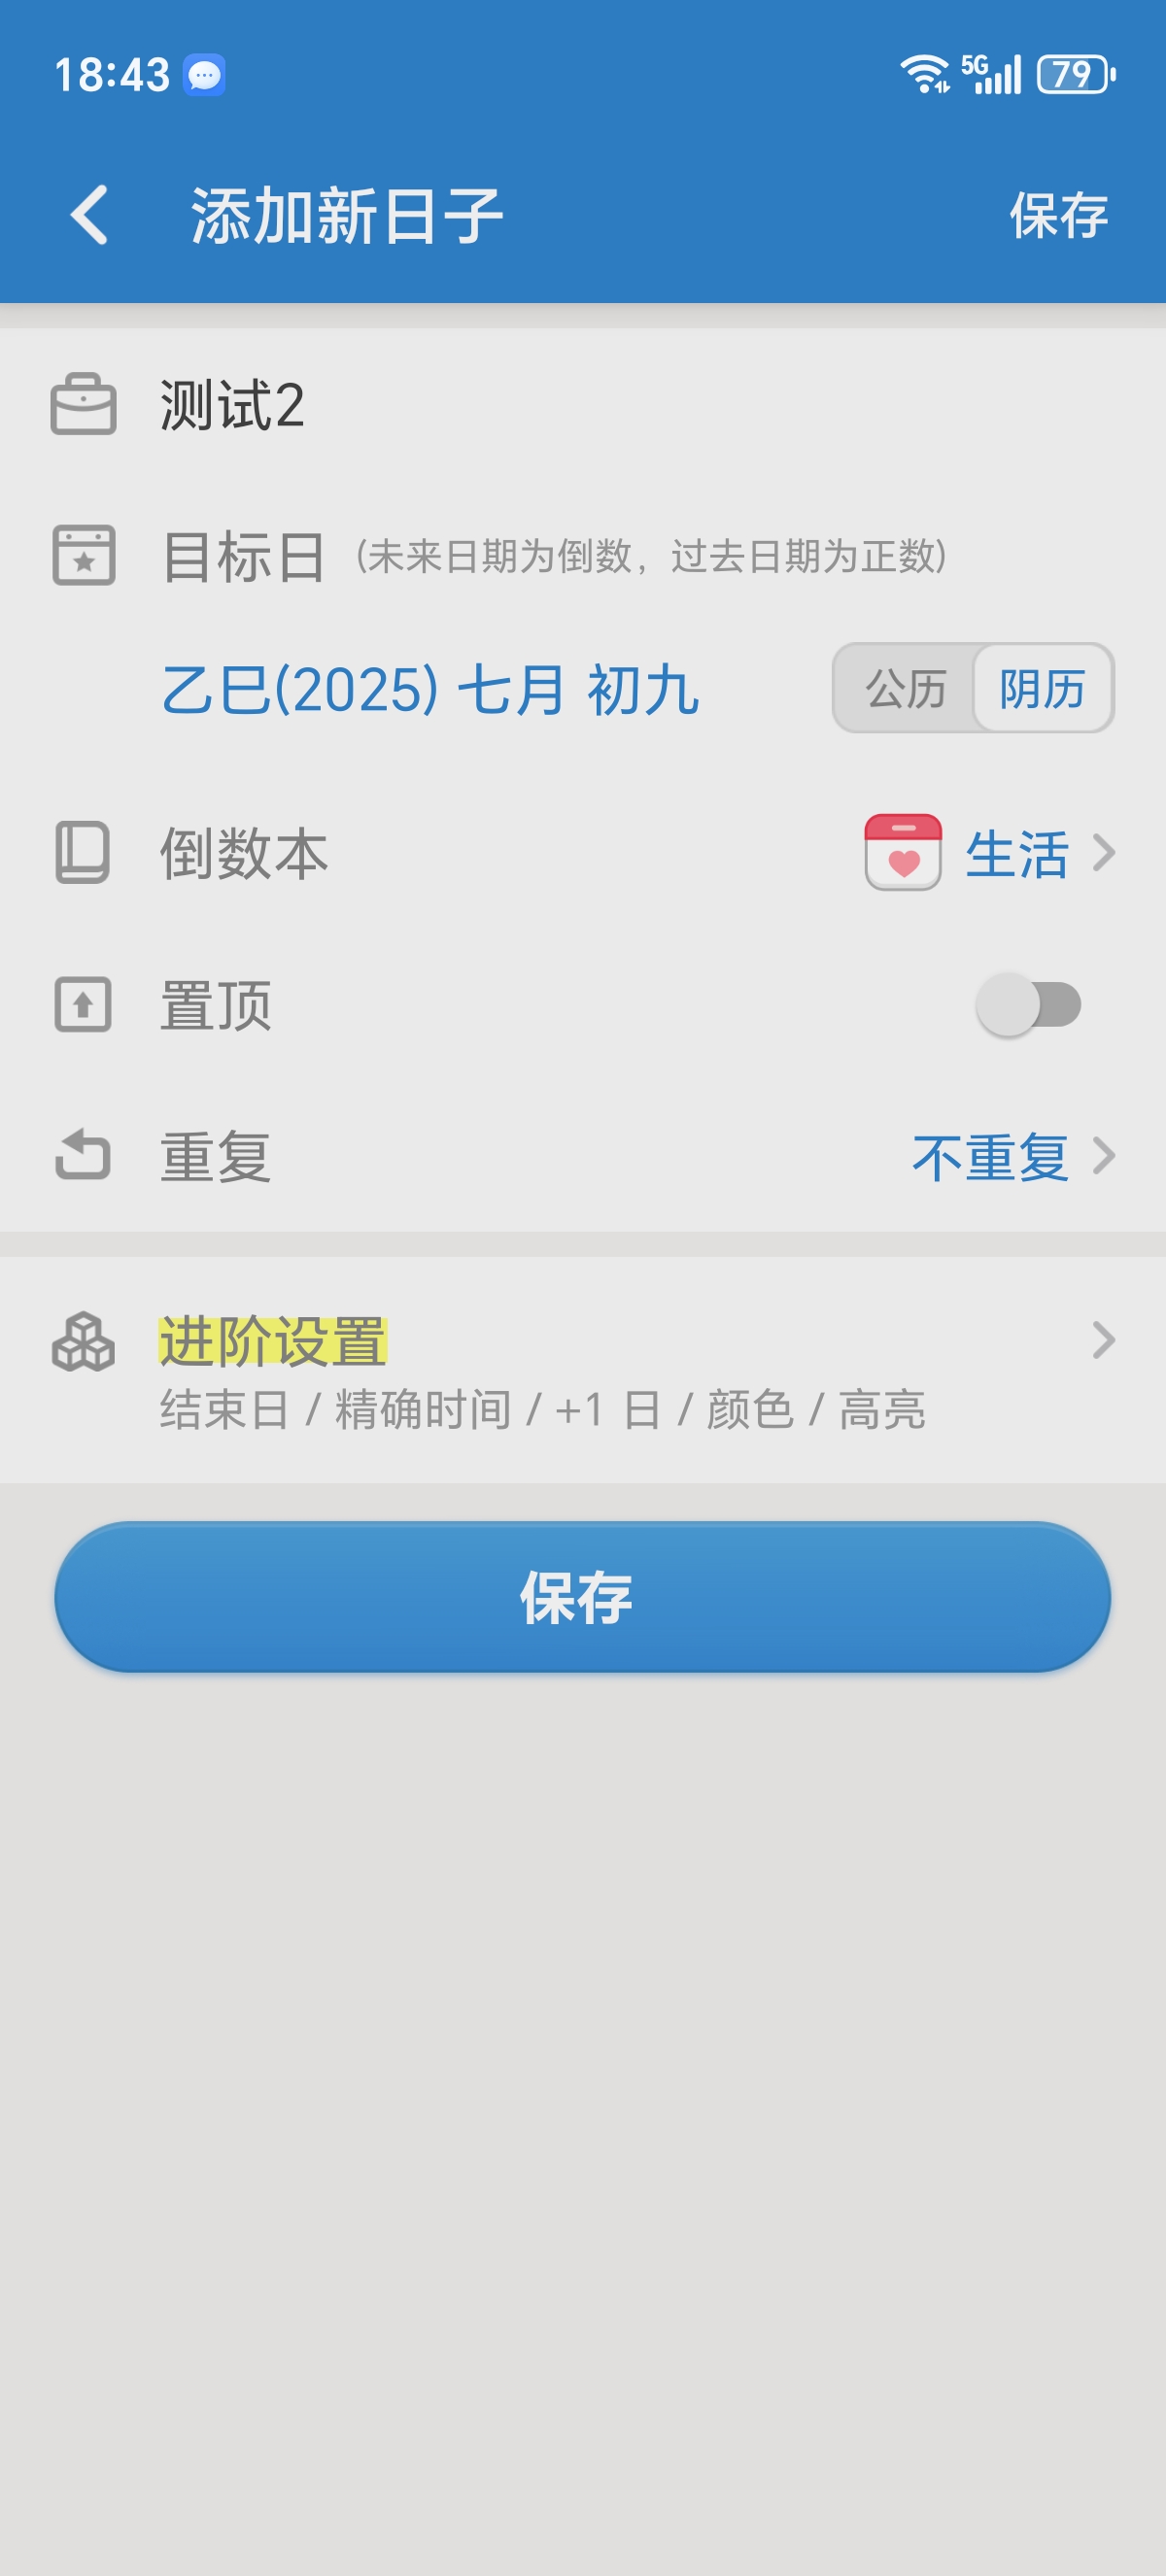 18:43 5G 79
添加新日子 保存
测试2
目标日 (未来日期为倒数，过去日期为正数)
乙巳(2025) 七月 初九 公历 阴历
倒数本 生活
置顶
重复 不重复
进阶设置
结束日 / 精确时间 / +1 日 / 颜色 / 高亮
保存